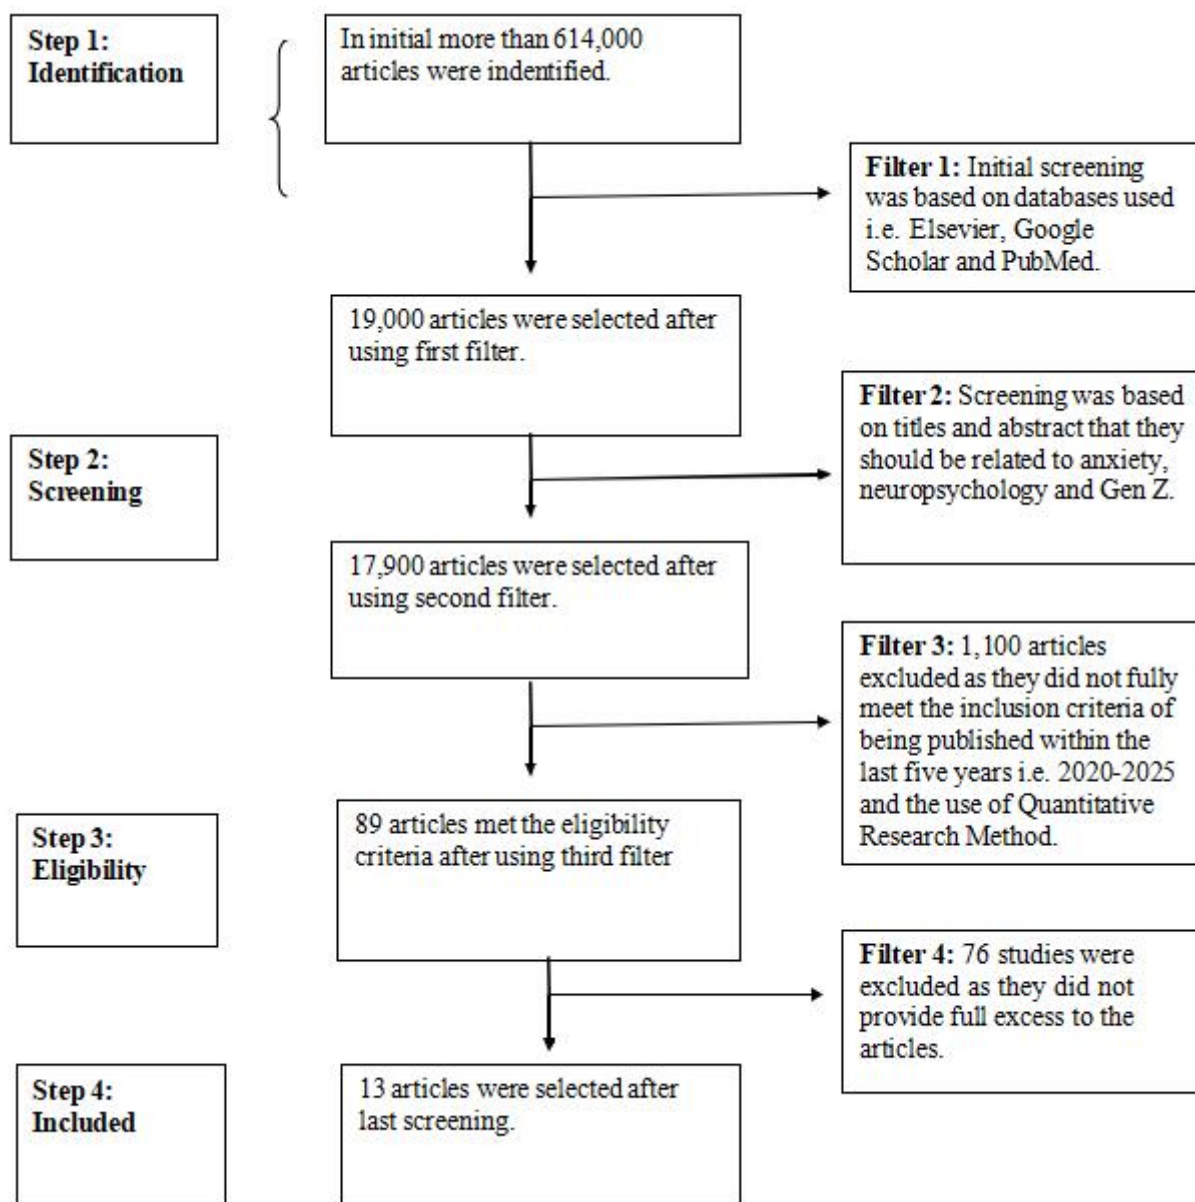 Step 1:
Identification
In initial more than 614,000
articles were indentified.
Filter 1: Initial screening
was based on databases used
i.e. Elsevier, Google
Scholar and PubMed.
19,000 articles were selected after
using first filter.
Filter 2: Screening was based
on titles and abstract that they
should be related to anxiety,
neuropsychology and Gen Z.
Step 2:
Screening
17,900 articles were selected after
using second filter.
Filter 3: 1,100 articles
excluded as they did not fully
meet the inclusion criteria of
being published within the
last five years i.e. 2020-2025
and the use of Quantitative
Research Method.
Step 3:
Eligibility
89 articles met the eligibility
criteria after using third filter
Filter 4: 76 studies were
excluded as they did not
provide full excess to the
articles.
Step 4:
Included
13 articles were selected after
last screening.